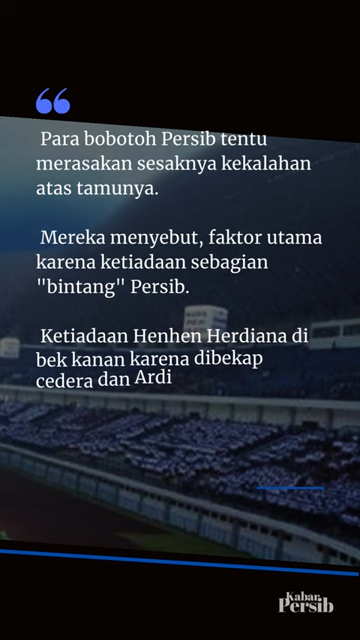 Para bobotoh Persib tentu
merasakan sesaknya kekalahan
atas tamunya.
Mereka menyebut, faktor utama
karena ketiadaan sebagian
"bintang" Persib.
Ketiadaan Henhen Herdiana di
bek kanan karena dibekap
cedera dan Ardi
Kabar
Persib